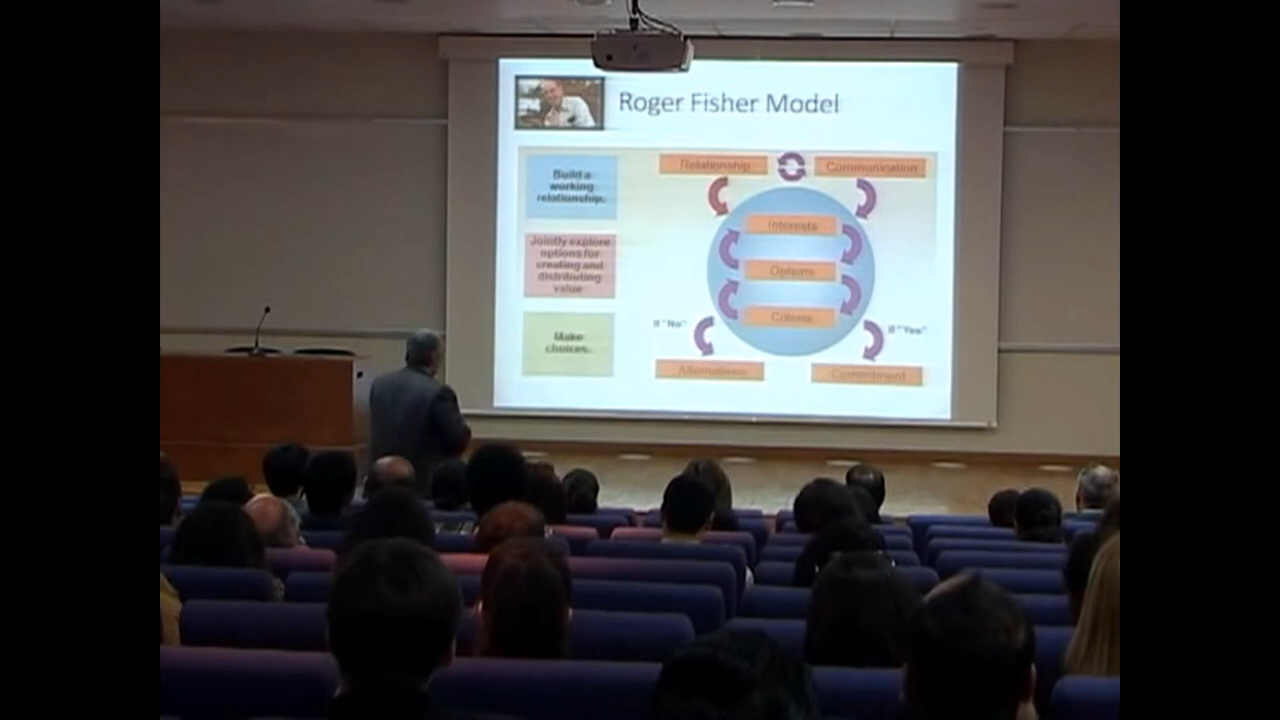 Roger Fisher Model
Relationship
Communication
Build a
working
relationship.
Interests
Jointly explore
options for
creating and
distributing
value
Options
Criteria
If "No"
If "Yes"
Make
choices.
Alternatives
Commitment